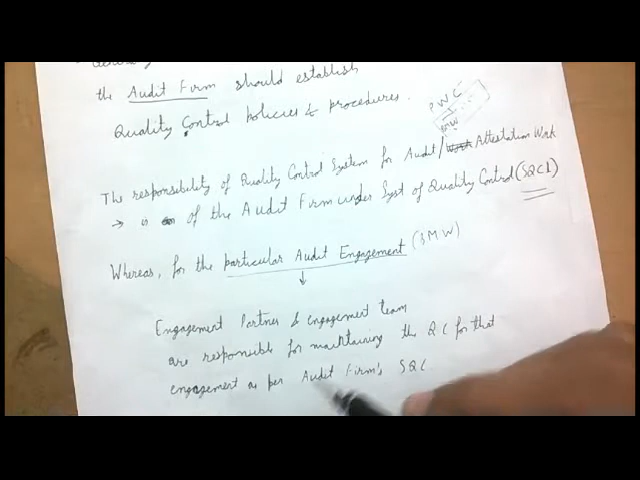 the Audit Firm should establish
Quality Control policies & procedures.
PWC
BMW
The responsibility of Quality Control System for Audit/ Attestation Work
→ is of the Audit Firm under Syst of Quality Control (SQC1)
Whereas, for the particular Audit Engagement (BMW)
↓
Engagement Partner & engagement team
are responsible for maintaining the QC for that
engagement as per Audit Firm's SQC